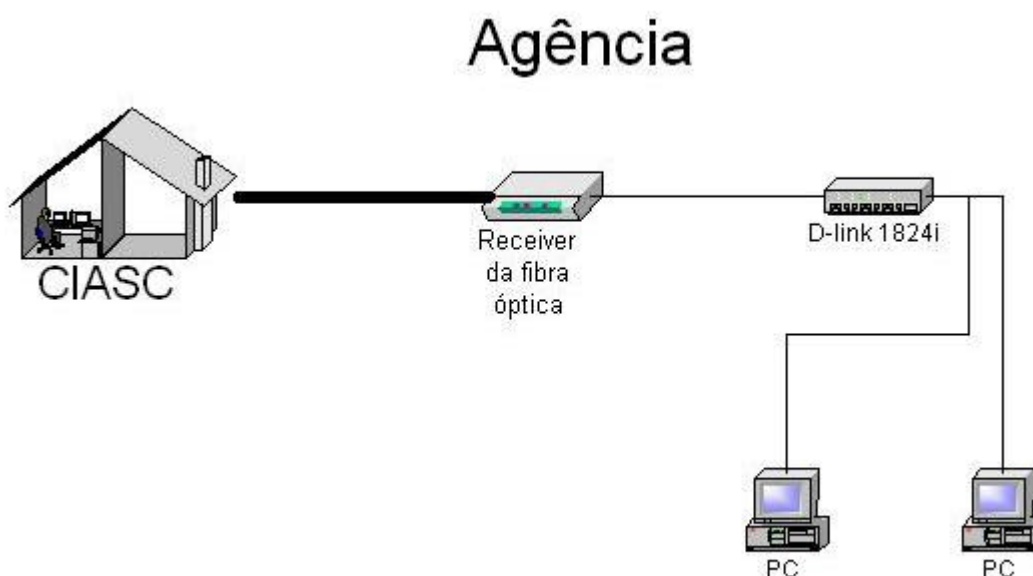 Agência
CIASC
Receiver
da fibra
óptica
D-link 1824i
PC
PC